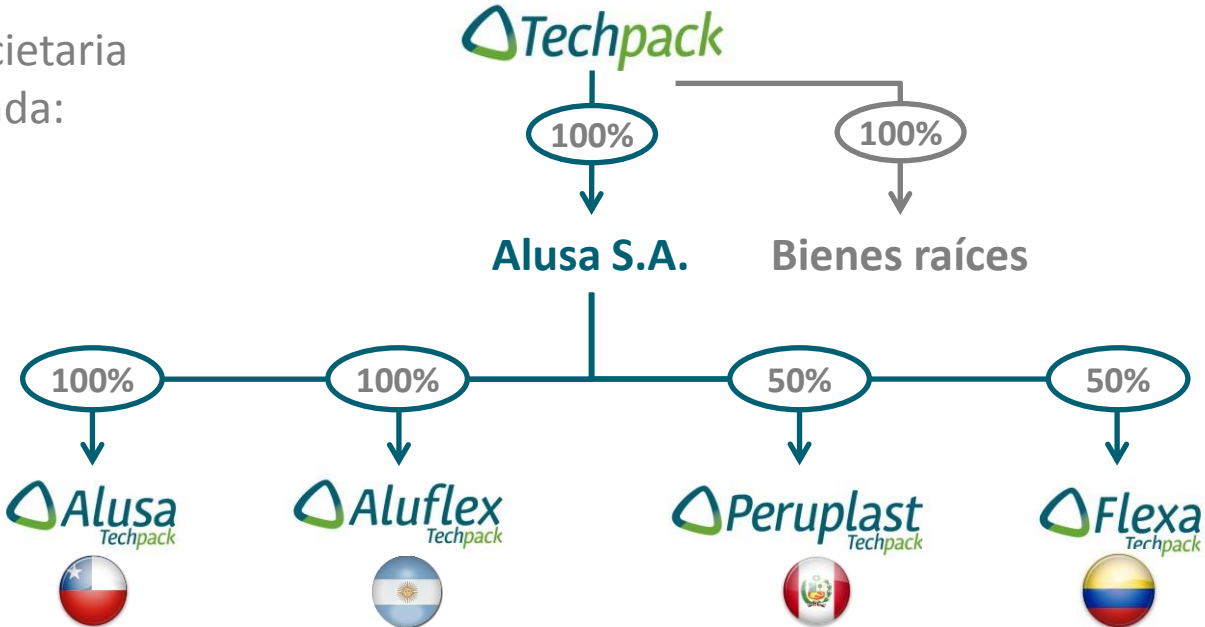 cietaria
da:
Techpack
100%
100%
Alusa S.A.
Bienes raíces
100%
100%
50%
50%
Alusa
Techpack
Aluflex
Techpack
Peruplast
Techpack
Flexa
Techpack